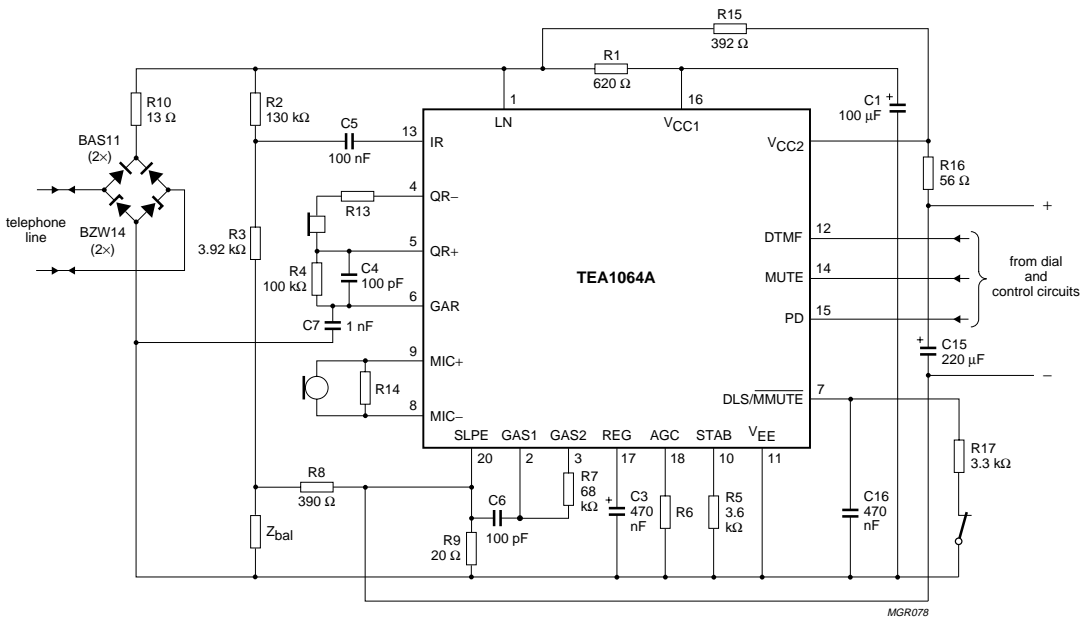 R15
392 Ω
R1
620 Ω
R10
13 Ω
R2
130 kΩ
1
LN
16
VCC1
C1
100 µF
+
BAS11
(2×)
C5
100 nF
13
IR
VCC2
R16
56 Ω
4
QR−
R13
telephone
line
BZW14
(2×)
R3
3.92 kΩ
5
QR+
R4
100 kΩ
C4
100 pF
6
GAR
C7
1 nF
TEA1064A
+
DTMF
12
MUTE
14
PD
15
from dial
and
control circuits
9
MIC+
R14
8
MIC−
+
C15
220 µF
−
7
DLS/MMUTE
SLPE
GAS1
GAS2
REG
AGC
STAB
VEE
20
2
3
17
18
10
11
R8
390 Ω
Zbal
R9
20 Ω
C6
100 pF
R7
68
kΩ
+
C3
470
nF
R6
R5
3.6
kΩ
C16
470
nF
R17
3.3 kΩ
MGR078